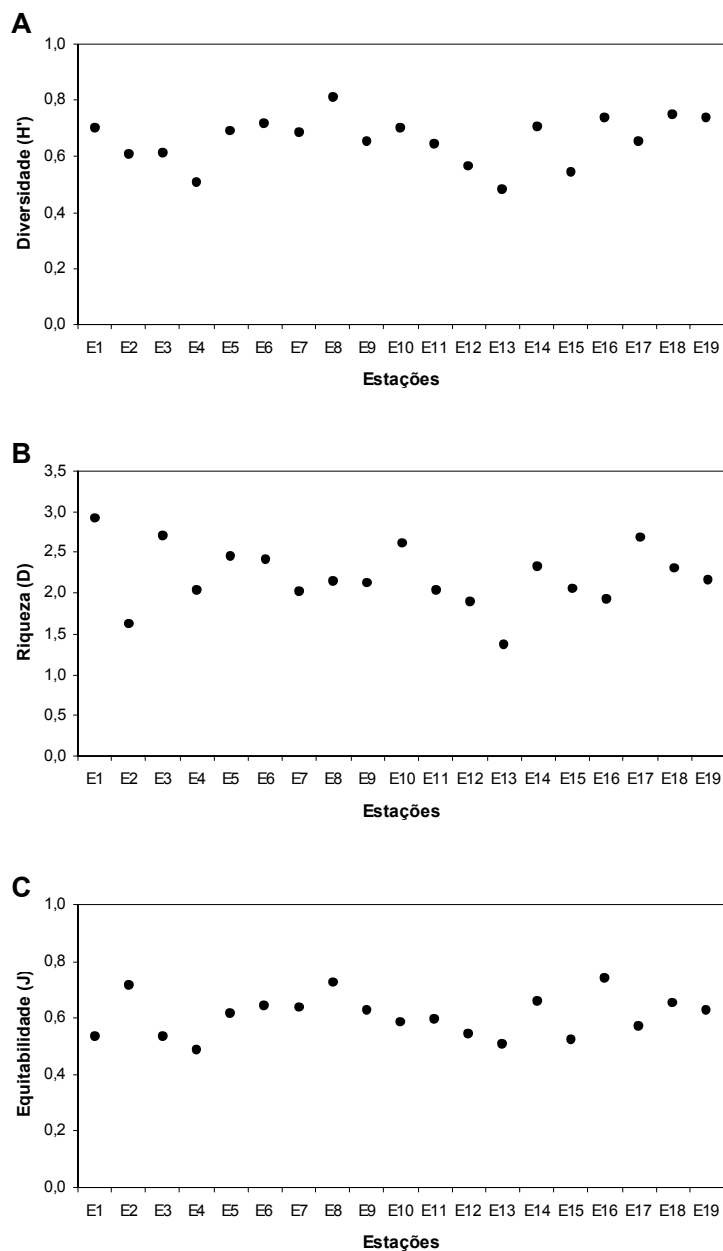 A
Diversidade (H')
1,0
0,8
0,6
0,4
0,2
0,0
E1 E2 E3 E4 E5 E6 E7 E8 E9 E10 E11 E12 E13 E14 E15 E16 E17 E18 E19
Estações
B
Riqueza (D)
3,5
3,0
2,5
2,0
1,5
1,0
0,5
0,0
E1 E2 E3 E4 E5 E6 E7 E8 E9 E10 E11 E12 E13 E14 E15 E16 E17 E18 E19
Estações
C
Equitabilidade (J)
1,0
0,8
0,6
0,4
0,2
0,0
E1 E2 E3 E4 E5 E6 E7 E8 E9 E10 E11 E12 E13 E14 E15 E16 E17 E18 E19